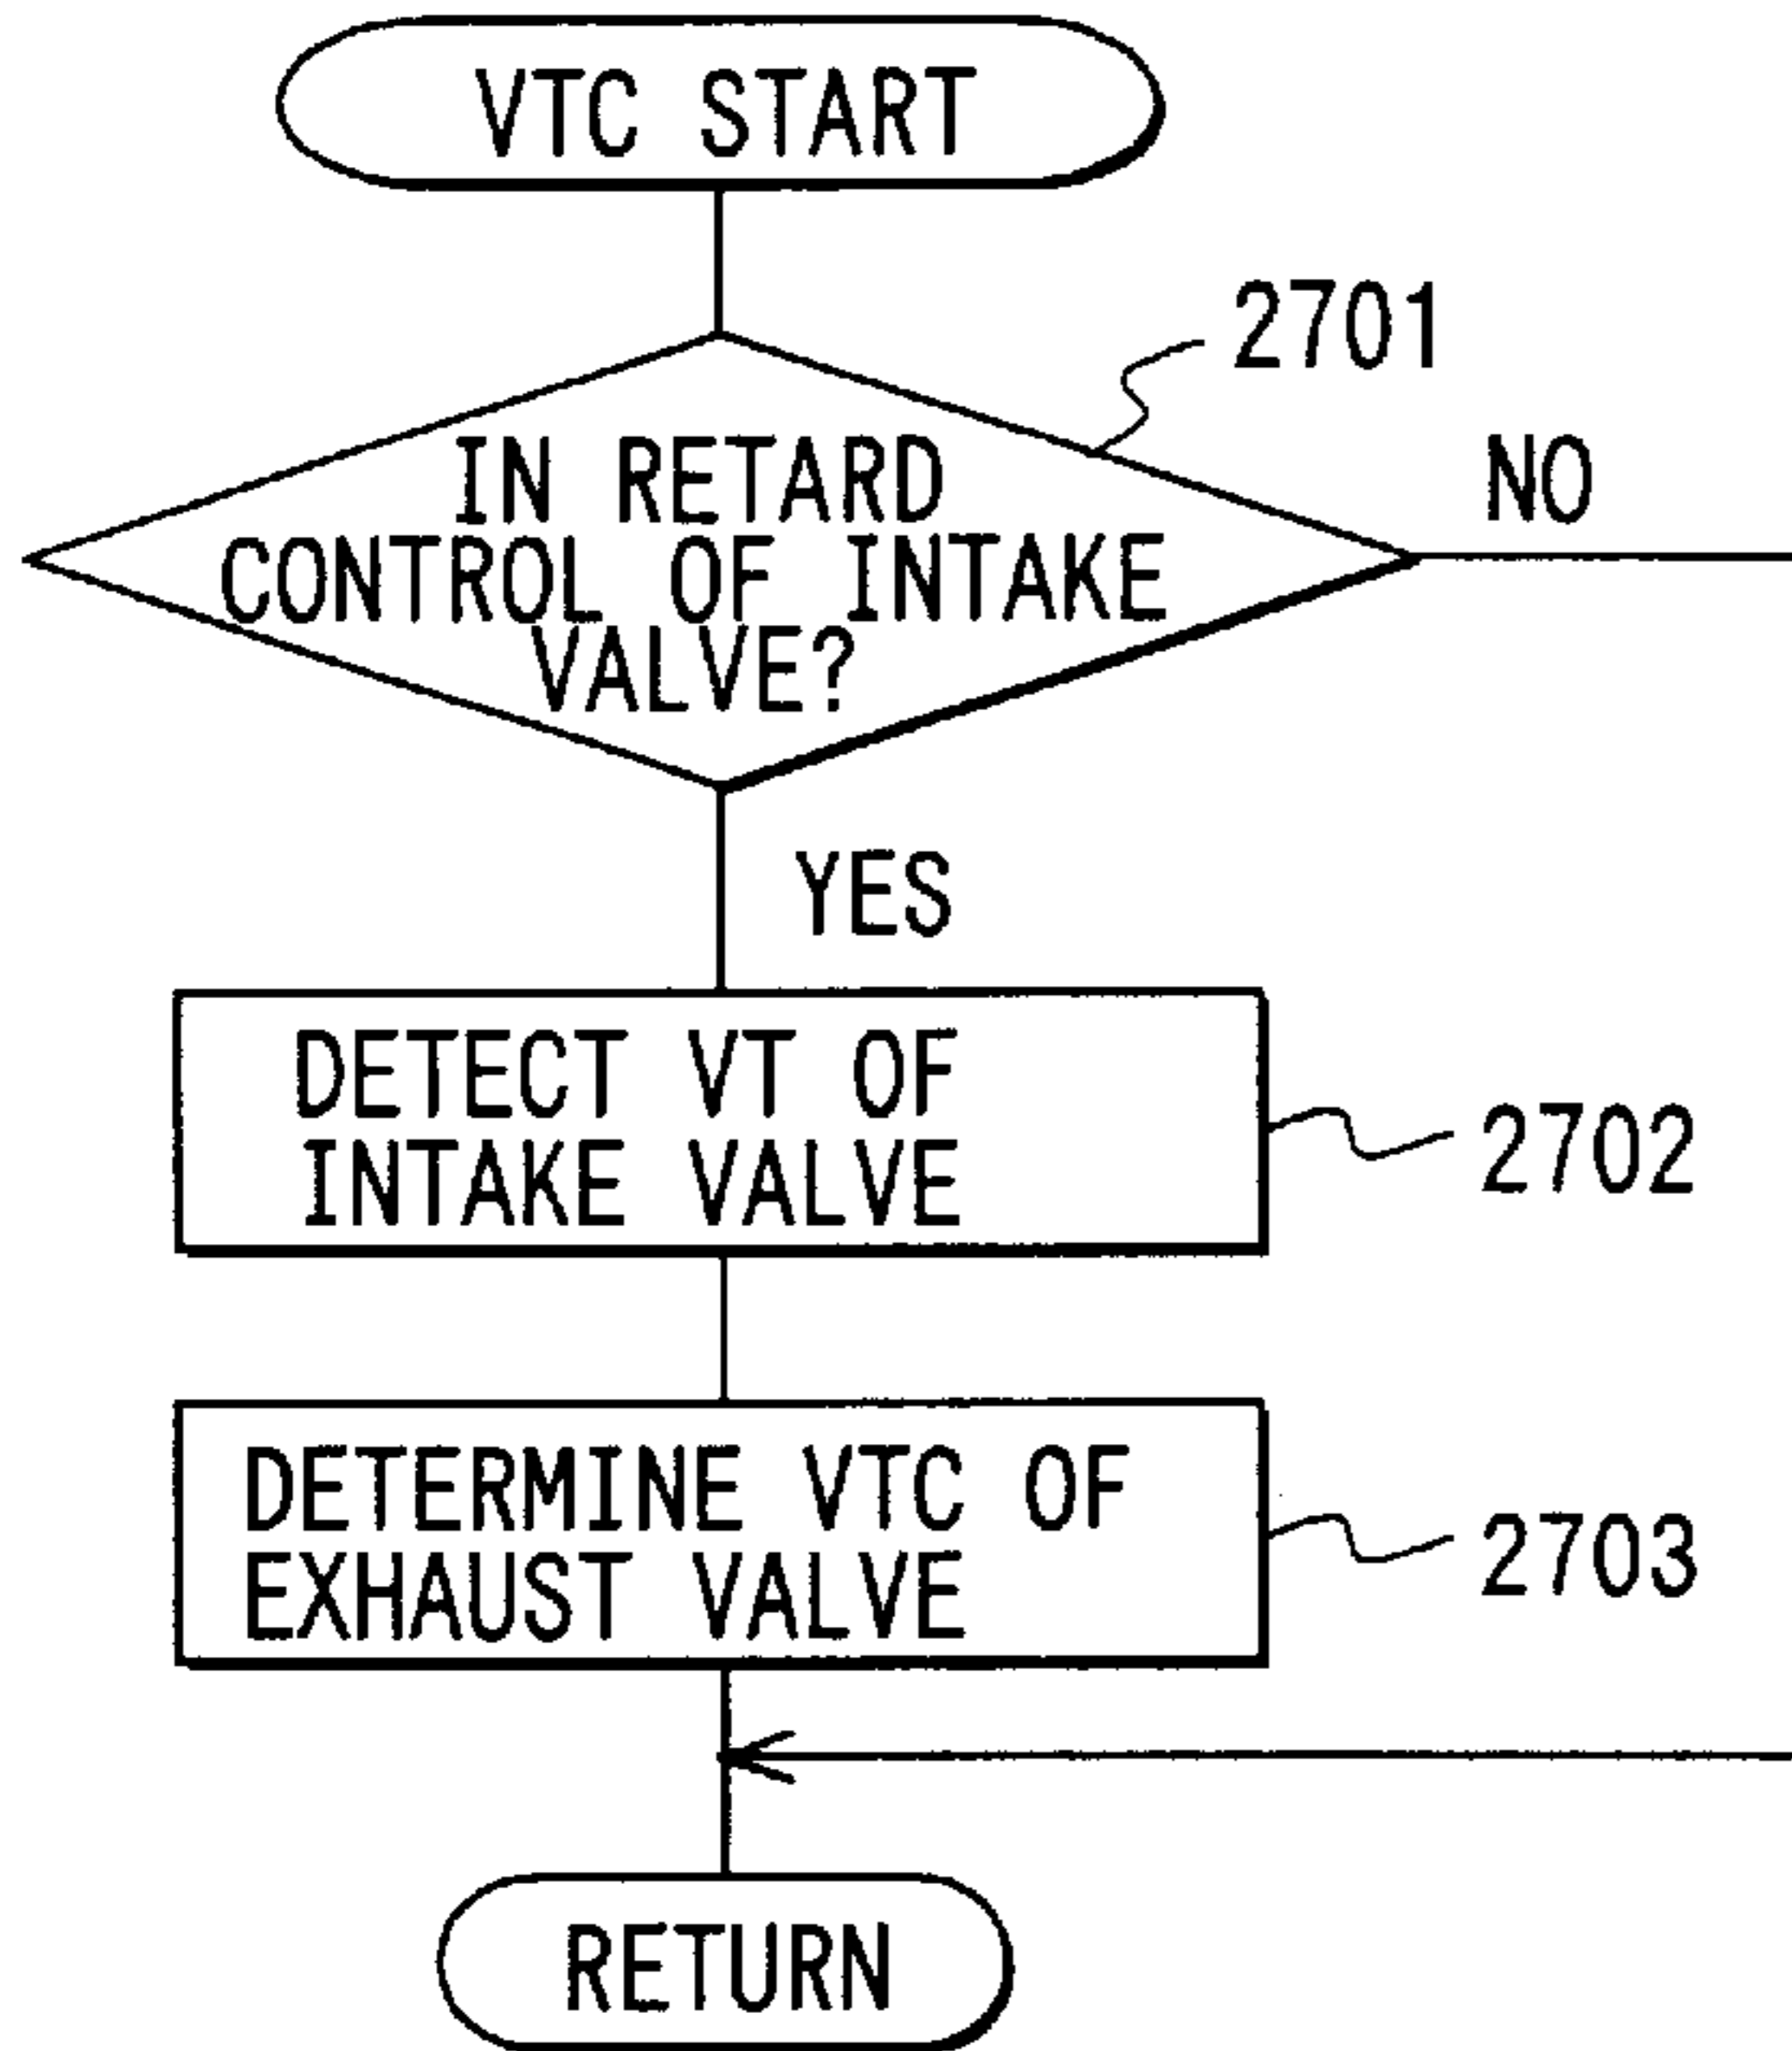 VTC START
2701
IN RETARD
CONTROL OF INTAKE
VALVE?
NO
YES
DETECT VT OF
INTAKE VALVE
2702
DETERMINE VTC OF
EXHAUST VALVE
2703
RETURN